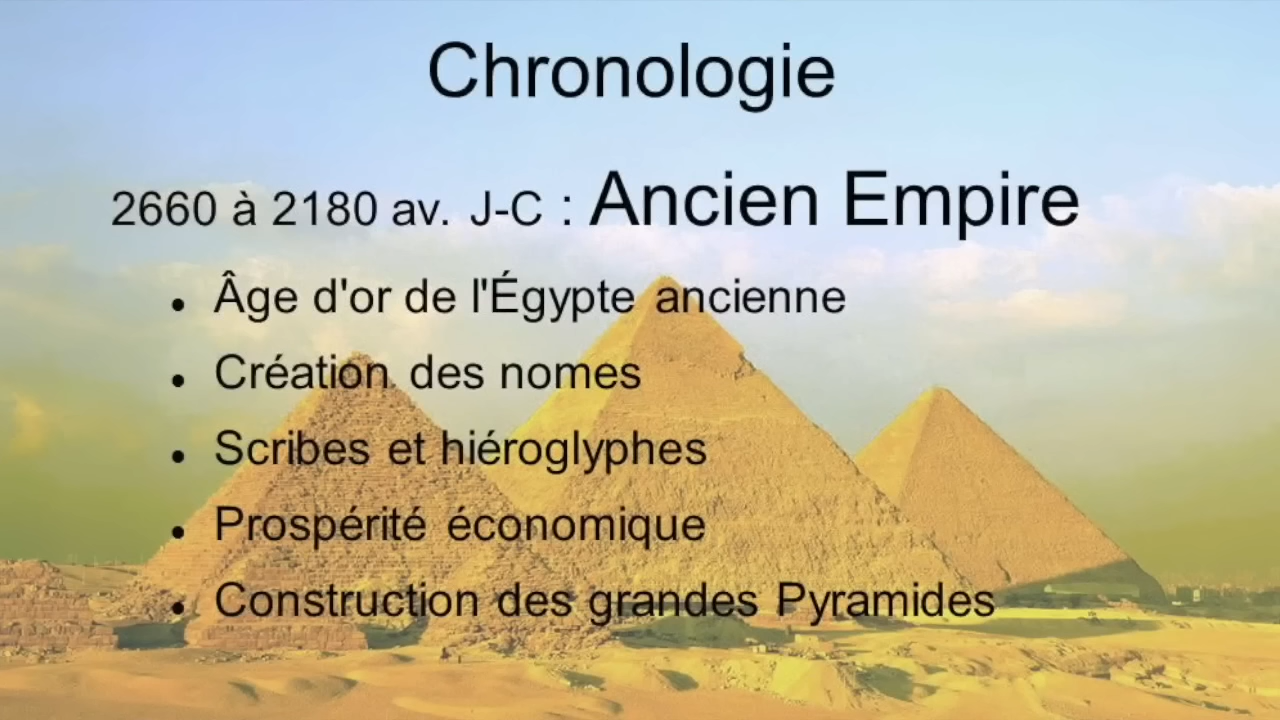 Chronologie
2660 à 2180 av. J-C : Ancien Empire
• Âge d'or de l'Égypte ancienne
• Création des nomes
• Scribes et hiéroglyphes
• Prospérité économique
• Construction des grandes Pyramides